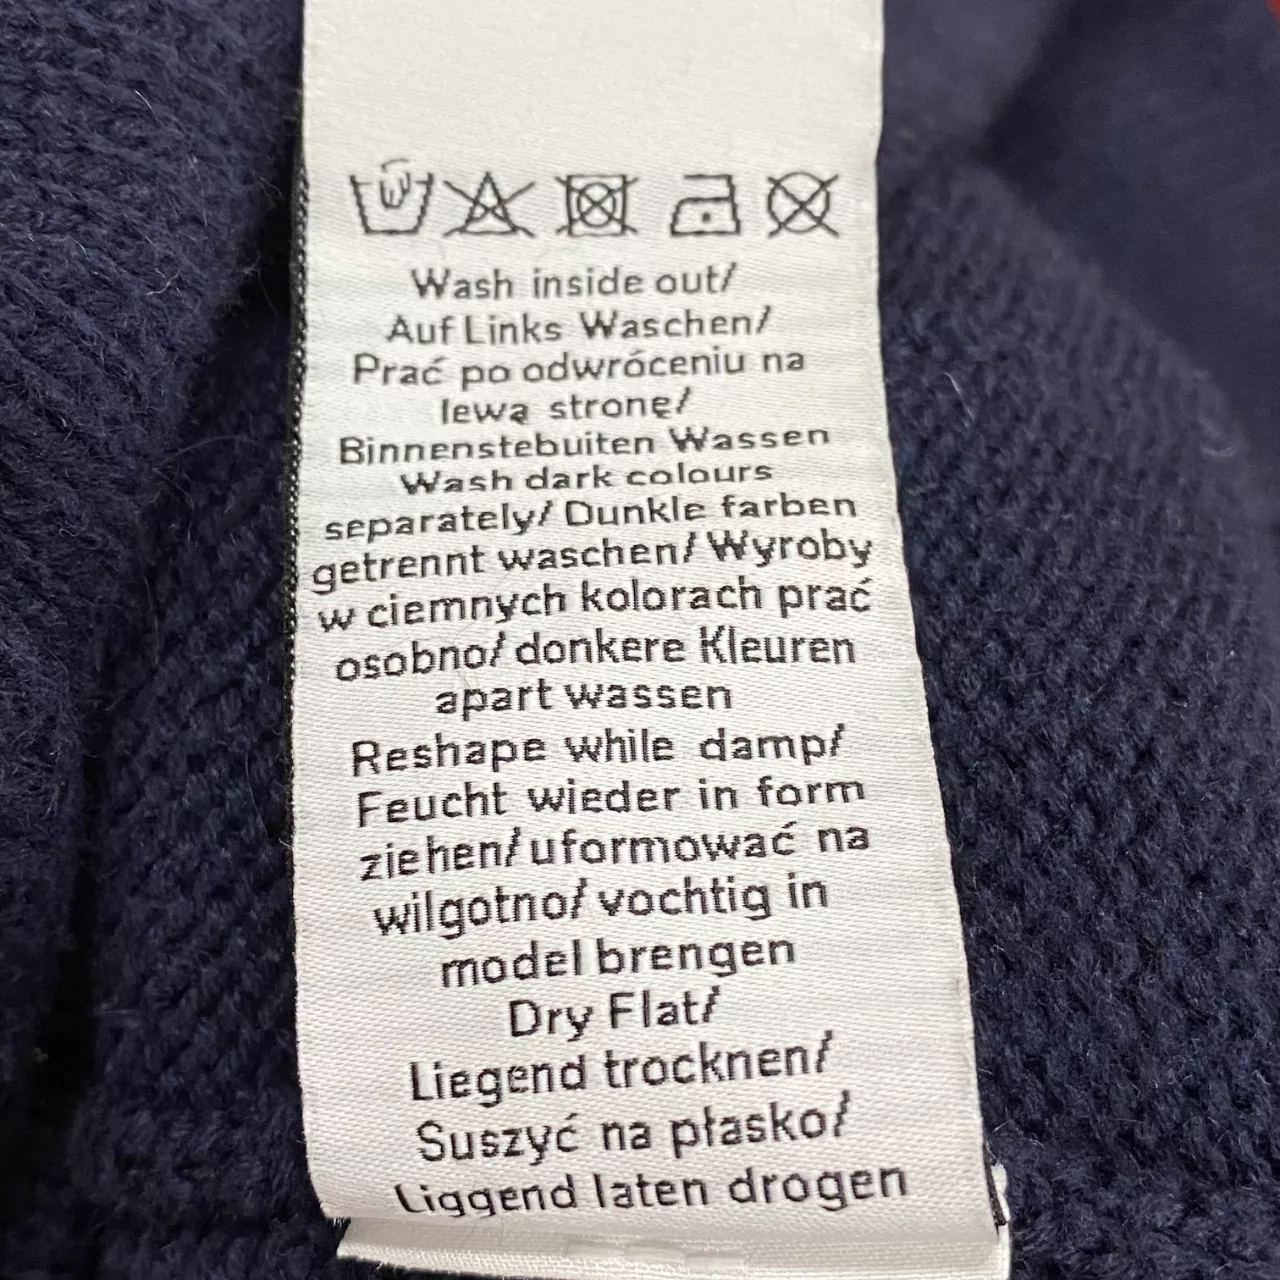 Wash inside out/
Auf Links Waschen/
Prać po odwróceniu na
lewą stronę/
Binnenstebuiten Wassen
Wash dark colours
separately/ Dunkle farben
getrennt waschen/ Wyroby
w ciemnych kolorach prać
osobno/ donkere Kleuren
apart wassen
Reshape while damp/
Feucht wieder in form
ziehen/ uformować na
wilgotno/ vochtig in
model brengen
Dry Flat/
Liegend trocknen/
Suszyć na płasko/
Liggend laten drogen